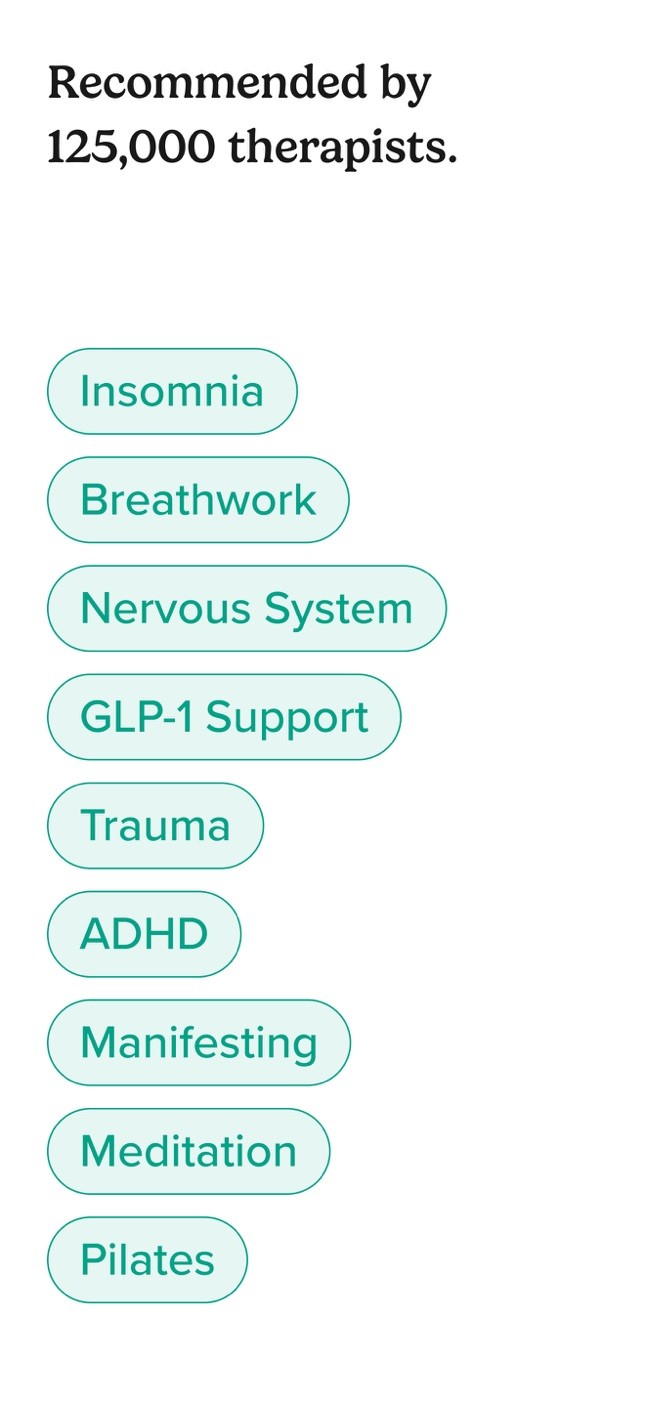 Recommended by
125,000 therapists.
Insomnia
Breathwork
Nervous System
GLP-1 Support
Trauma
ADHD
Manifesting
Meditation
Pilates